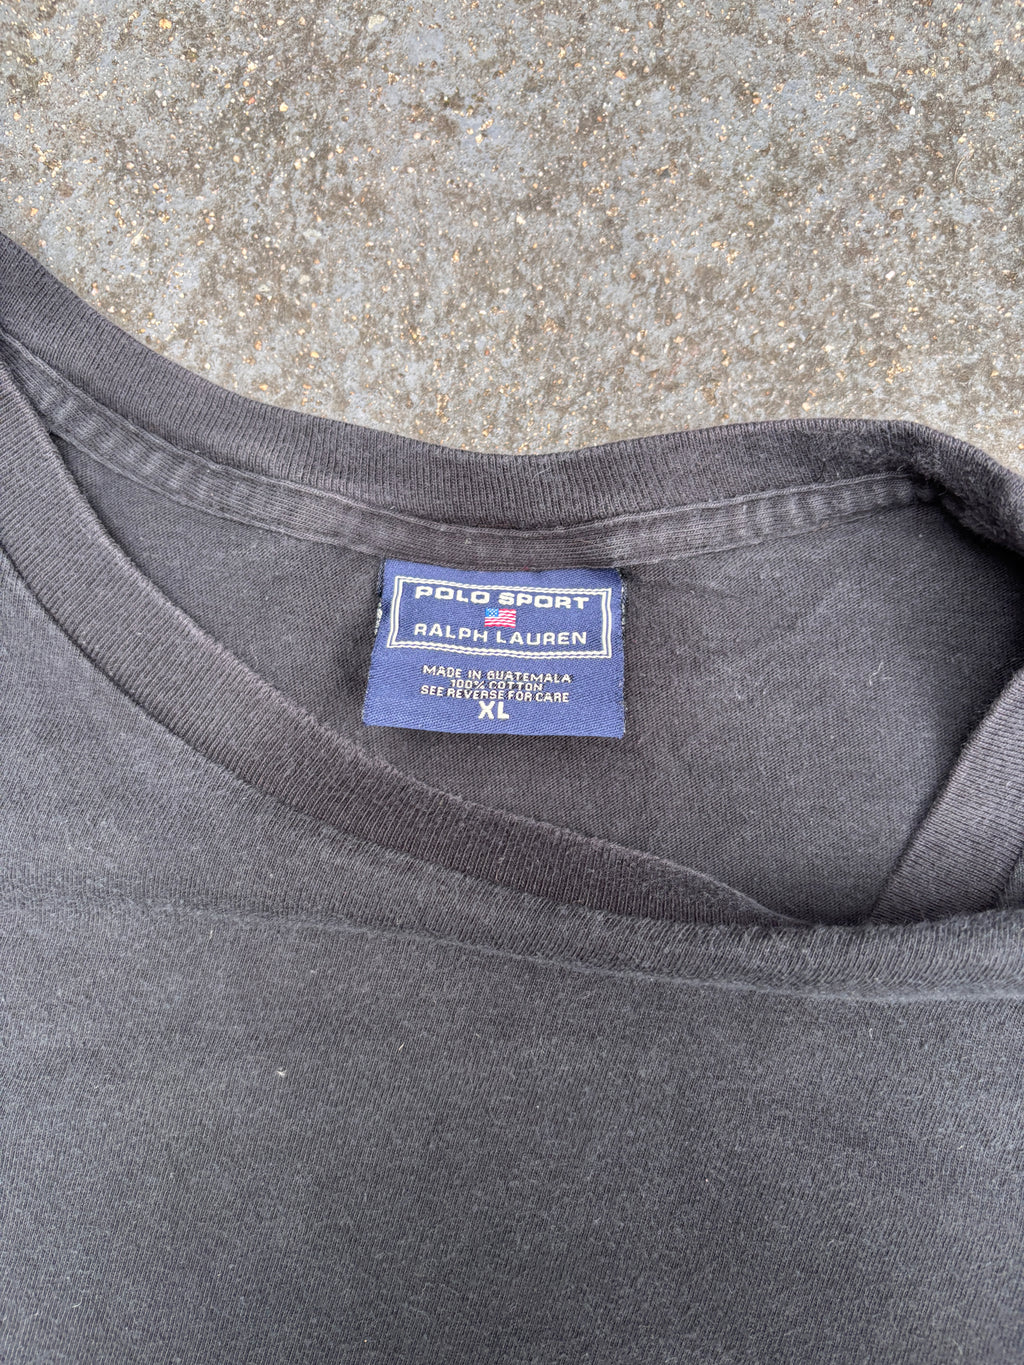 POLO SPORT
RALPH LAUREN
MADE IN GUATEMALA
100% COTTON
SEE REVERSE FOR CARE
XL